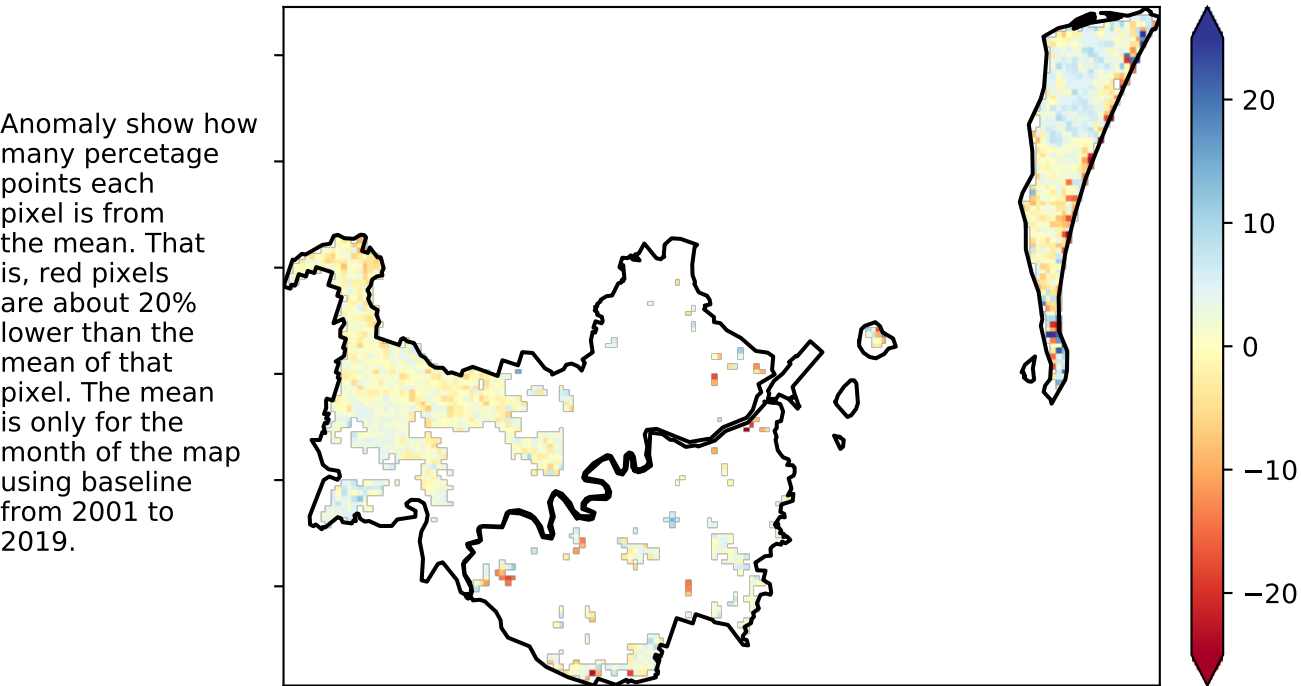 Anomaly show how
many percetage
points each
pixel is from
the mean. That
is, red pixels
are about 20%
lower than the
mean of that
pixel. The mean
is only for the
month of the map
using baseline
from 2001 to
2019.
20
10
0
−10
−20